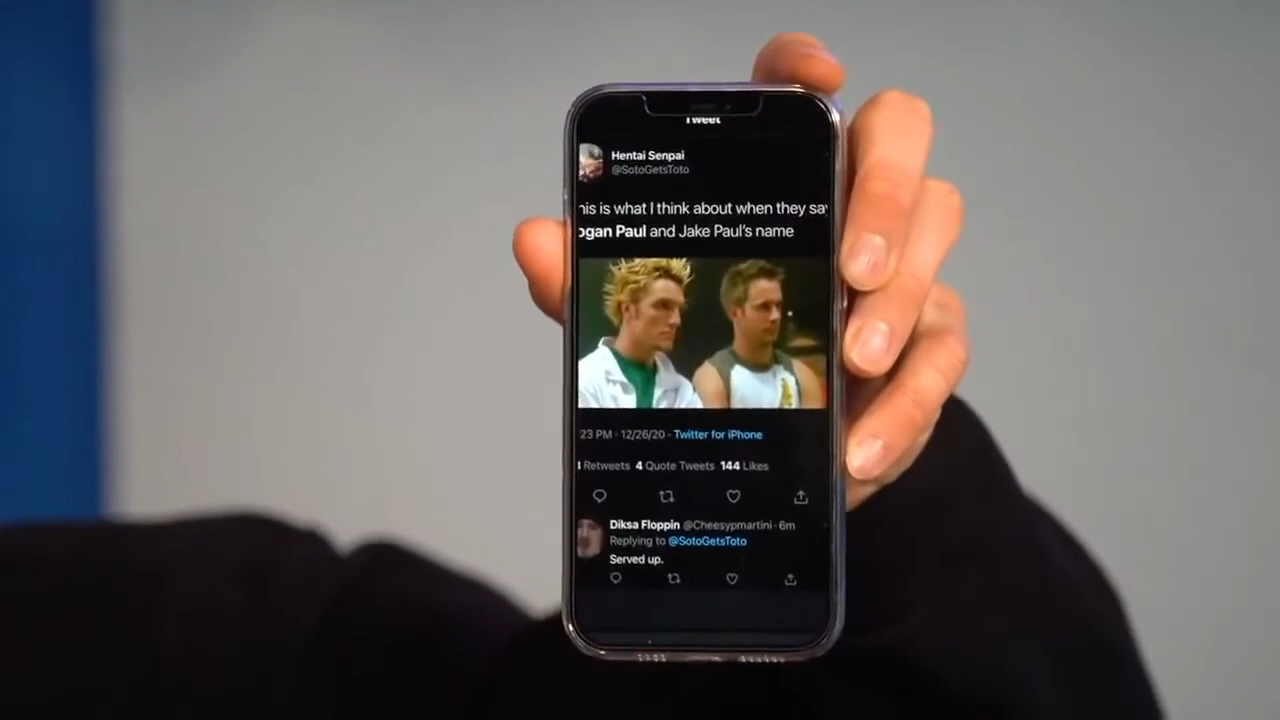 Tweet
Hentai Senpai
@SotoGetsToto
his is what I think about when they say
ogan Paul and Jake Paul's name
23 PM · 12/26/20 · Twitter for iPhone
Retweets 4 Quote Tweets 144 Likes
Diksa Floppin @Cheesypmartini · 6m
Replying to @SotoGetsToto
Served up.